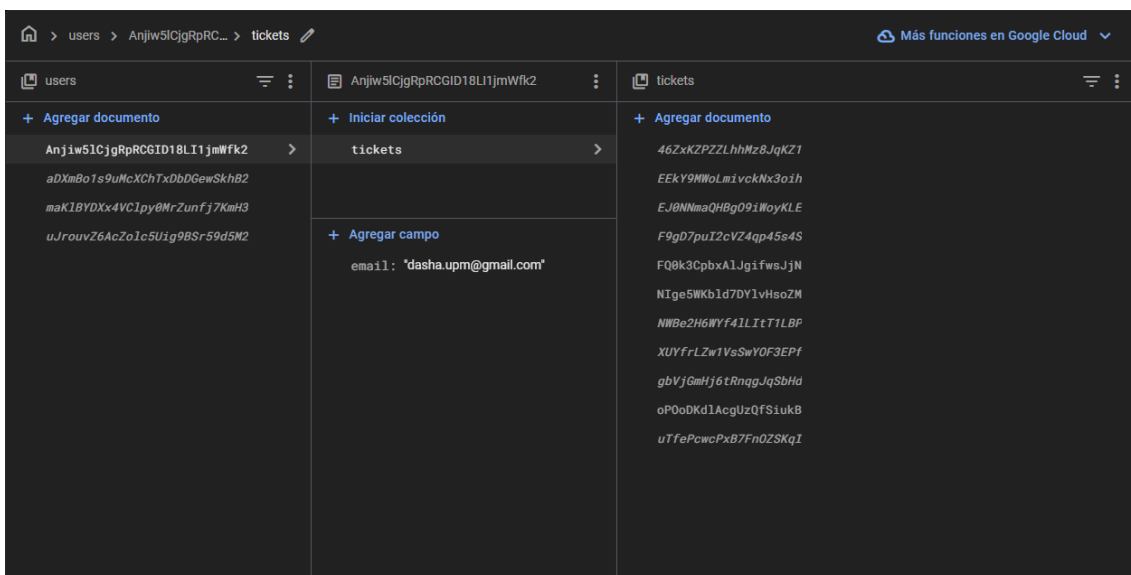 users > Anjiw5lCjgRpRC... > tickets
Más funciones en Google Cloud
users
Agregar documento
Anjiw5lCjgRpRCGID18LI1jmWfk2
aDXmBo1s9uMcXChTxDbDGewSkhB2
maKlBYDXx4VClpy0MrZunfj7KmH3
uJrouvZ6AcZolc5Uig9BSr59d5M2
Anjiw5lCjgRpRCGID18LI1jmWfk2
Iniciar colección
tickets
Agregar campo
email: "dasha.upm@gmail.com"
tickets
Agregar documento
46ZxKZPZZLhhMz8JqKZ1
EEkY9MWoLmivckNx3oih
EJ0NNmaQHBgO9iWoyKLE
F9gD7puI2cVZ4qp45s4S
FQ0k3CpbxAlJgifwsJjN
NIge5WKbld7DYlvHsoZM
NWBe2H6WYf4lLItT1LBP
XUYfrLZw1VsSwYOF3EPf
gbVjGmHj6tRnqgJqSbHd
oPOoDKdlAcgUzQfSiukB
uTfePcwcPxB7FnOZSKqI